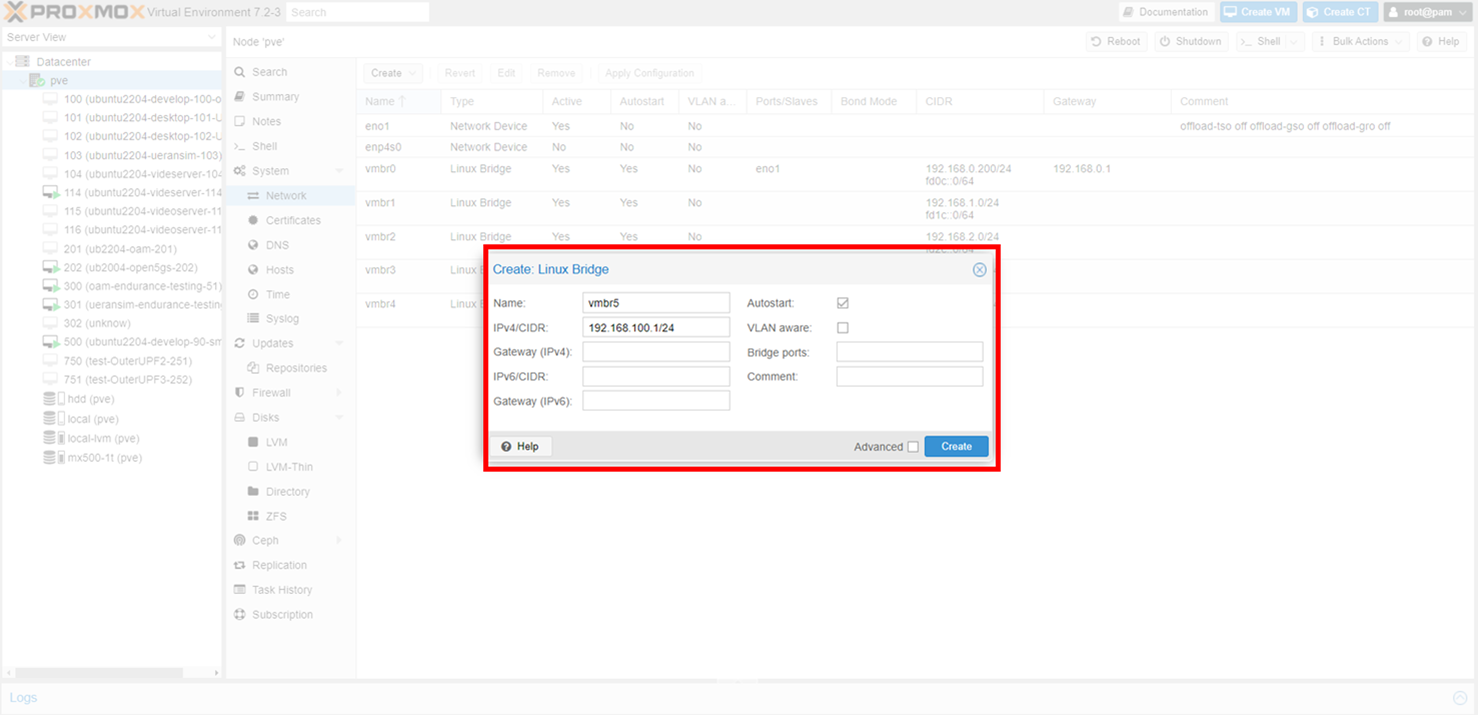 PROXMOX Virtual Environment 7.2-3 Search Documentation Create VM Create CT root@pam
Server View
Datacenter
pve
100 (ubuntu2204-develop-100-o
101 (ubuntu2204-desktop-101-U
102 (ubuntu2204-desktop-102-U
103 (ubuntu2204-ueransim-103)
104 (ubuntu2204-videserver-104
114 (ubuntu2204-videserver-114
115 (ubuntu2204-videoserver-11
116 (ubuntu2204-videoserver-11
201 (ub2204-oam-201)
202 (ub2004-open5gs-202)
300 (oam-endurance-testing-51)
301 (ueransim-endurance-testing
302 (unknow)
500 (ubuntu2204-develop-90-sm
750 (test-OuterUPF2-251)
751 (test-OuterUPF3-252)
hdd (pve)
local (pve)
local-lvm (pve)
mx500-1t (pve)
Node 'pve' Reboot Shutdown Shell Bulk Actions Help
Search
Summary
Notes
Shell
System
Network
Certificates
DNS
Hosts
Time
Syslog
Updates
Repositories
Firewall
Disks
LVM
LVM-Thin
Directory
ZFS
Ceph
Replication
Task History
Subscription
Create Revert Edit Remove Apply Configuration
Name ↑ Type Active Autostart VLAN a... Ports/Slaves Bond Mode CIDR Gateway Comment
eno1 Network Device Yes No No offload-tso off offload-gso off offload-gro off
enp4s0 Network Device No No No
vmbr0 Linux Bridge Yes Yes No eno1 192.168.0.200/24 192.168.0.1
fd0c::0/64
vmbr1 Linux Bridge Yes Yes No 192.168.1.0/24
fd1c::0/64
vmbr2 Linux Bridge Yes Yes No 192.168.2.0/24
vmbr3 Linux
vmbr4 Linux
Create: Linux Bridge
Name: vmbr5 Autostart:
IPv4/CIDR: 192.168.100.1/24 VLAN aware:
Gateway (IPv4): Bridge ports:
IPv6/CIDR: Comment:
Gateway (IPv6):
Help Advanced Create
Logs